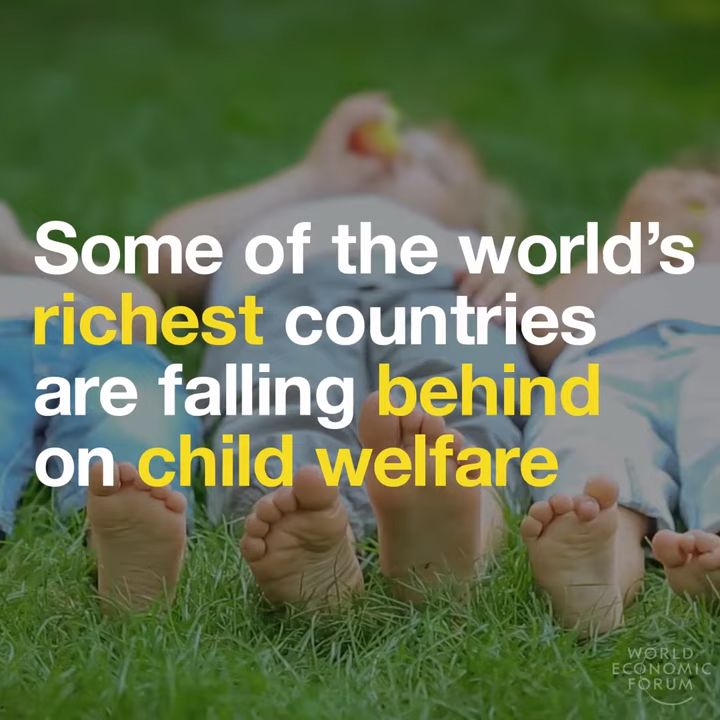 Some of the world’s
richest countries
are falling behind
on child welfare
WORLD
ECONOMIC
FORUM